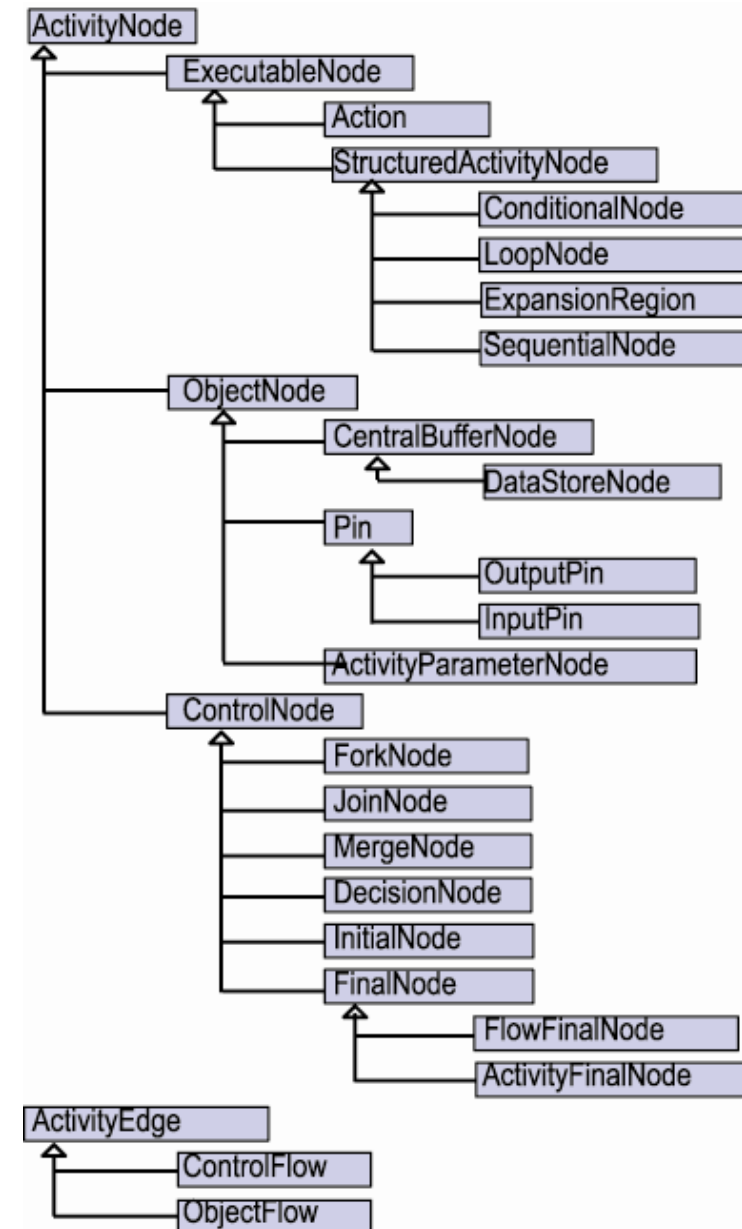 ActivityNode
ExecutableNode
Action
StructuredActivityNode
ConditionalNode
LoopNode
ExpansionRegion
SequentialNode
ObjectNode
CentralBufferNode
DataStoreNode
Pin
OutputPin
InputPin
ActivityParameterNode
ControlNode
ForkNode
JoinNode
MergeNode
DecisionNode
InitialNode
FinalNode
FlowFinalNode
ActivityFinalNode
ActivityEdge
ControlFlow
ObjectFlow